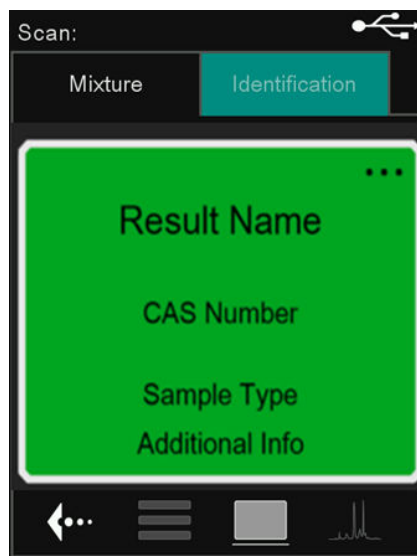 Scan:
Mixture Identification
Result Name
CAS Number
Sample Type
Additional Info